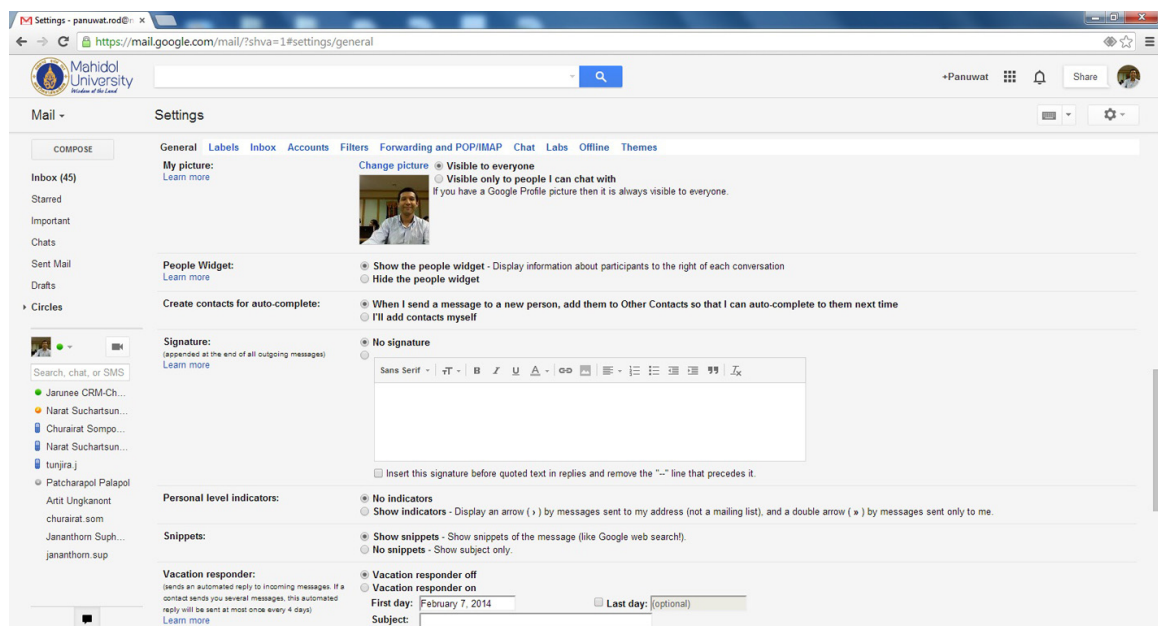 Settings - panuwat.rod@
https://mail.google.com/mail/?shva=1#settings/general
Mahidol
University
Wisdom of the Land
+Panuwat
Share
Mail
Settings
COMPOSE
General Labels Inbox Accounts Filters Forwarding and POP/IMAP Chat Labs Offline Themes
My picture:
Learn more
Change picture
Visible to everyone
Visible only to people I can chat with
If you have a Google Profile picture then it is always visible to everyone.
Inbox (45)
Starred
Important
Chats
Sent Mail
Drafts
Circles
People Widget:
Learn more
Show the people widget - Display information about participants to the right of each conversation
Hide the people widget
Create contacts for auto-complete:
When I send a message to a new person, add them to Other Contacts so that I can auto-complete to them next time
I'll add contacts myself
Signature:
(appended at the end of all outgoing messages)
Learn more
No signature
Sans Serif
Insert this signature before quoted text in replies and remove the "--" line that precedes it.
Search, chat, or SMS
Jarunee CRM-Ch...
Narat Suchartsun...
Churairat Sompo...
Narat Suchartsun...
tunjira.j
Patcharapol Palapol
Artit Ungkanont
churairat.som
Jananthorn Suph...
jananthorn.sup
Personal level indicators:
No indicators
Show indicators - Display an arrow ( › ) by messages sent to my address (not a mailing list), and a double arrow ( » ) by messages sent only to me.
Snippets:
Show snippets - Show snippets of the message (like Google web search!).
No snippets - Show subject only.
Vacation responder:
(sends an automated reply to incoming messages. If a
contact sends you several messages, this automated
reply will be sent at most once every 4 days)
Learn more
Vacation responder off
Vacation responder on
First day: February 7, 2014 Last day: (optional)
Subject: